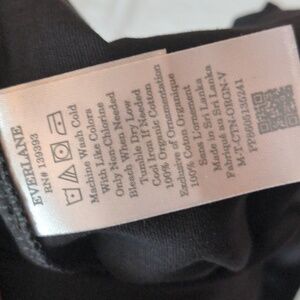 EVERLANE
RN# 139393
Machine Wash Cold
With Like Colors
Only Non-Chlorine
Bleach When Needed
Tumble Dry Low
Cool Iron If Needed
100% Organic Cotton
Exclusive of Ornamentation
100% Coton Organique
Sans Ornement
Made in Sri Lanka
Fabriqué au Sri Lanka